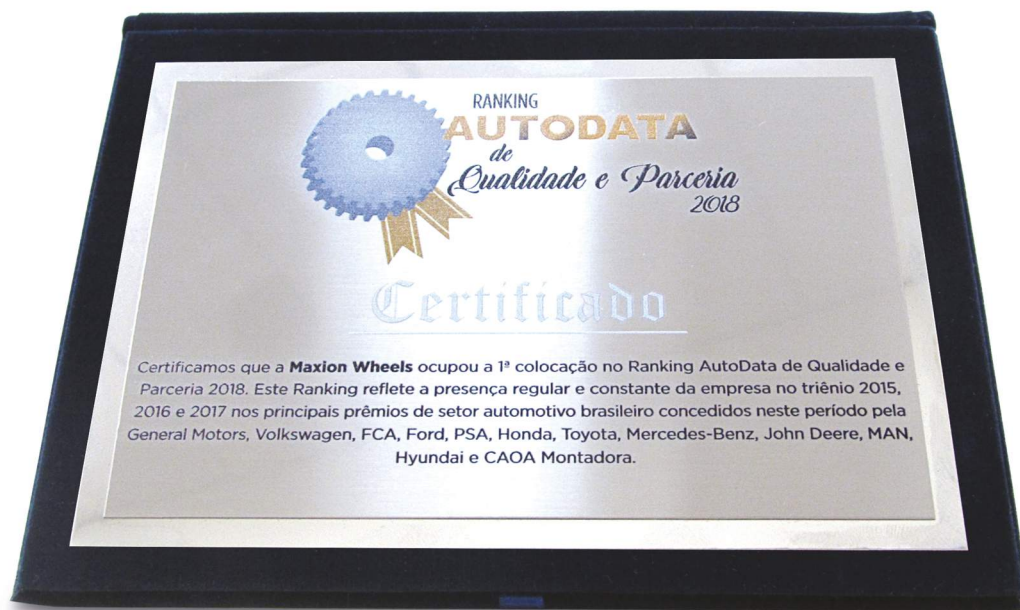 RANKING
AUTODATA
de
Qualidade e Parceria
2018
Certificado
Certificamos que a Maxion Wheels ocupou a 1ª colocação no Ranking AutoData de Qualidade e
Parceria 2018. Este Ranking reflete a presença regular e constante da empresa no triênio 2015,
2016 e 2017 nos principais prêmios de setor automotivo brasileiro concedidos neste período pela
General Motors, Volkswagen, FCA, Ford, PSA, Honda, Toyota, Mercedes-Benz, John Deere, MAN,
Hyundai e CAOA Montadora.